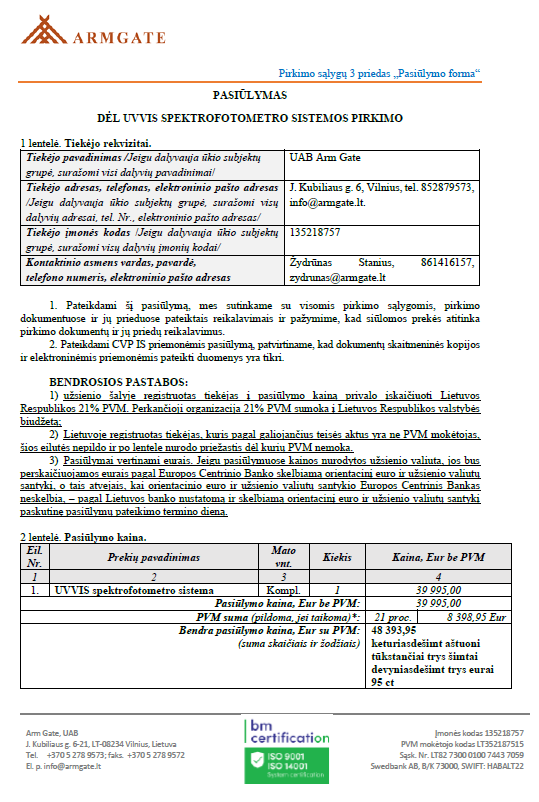 ARMGATE
Pirkimo sąlygų 3 priedas „Pasiūlymo forma“
PASIŪLYMAS
DĖL UVVIS SPEKTROFOTOMETRO SISTEMOS PIRKIMO
1 lentelė. Tiekėjo rekvizitai.
Tiekėjo pavadinimas /Jeigu dalyvauja ūkio subjektų grupė, surašomi visi dalyvių pavadinimai/
UAB Arm Gate
Tiekėjo adresas, telefonas, elektroninio pašto adresas /Jeigu dalyvauja ūkio subjektų grupė, surašomi visų dalyvių adresai, tel. Nr., elektroninio pašto adresas/
J. Kubiliaus g. 6, Vilnius, tel. 852879573, info@armgate.lt.
Tiekėjo įmonės kodas /Jeigu dalyvauja ūkio subjektų grupė, surašomi visų dalyvių įmonių kodai/
135218757
Kontaktinio asmens vardas, pavardė, telefono numeris, elektroninio pašto adresas
Žydrūnas Stanius, 861416157, zydrunas@armgate.lt
1. Pateikdami šį pasiūlymą, mes sutinkame su visomis pirkimo sąlygomis, pirkimo
dokumentuose ir jų prieduose pateiktais reikalavimais ir pažymime, kad siūlomos prekės atitinka
pirkimo dokumentų ir jų priedų reikalavimus.
2. Pateikdami CVP IS priemonėmis pasiūlymą, patvirtiname, kad dokumentų skaitmeninės kopijos
ir elektroninėmis priemonėmis pateikti duomenys yra tikri.
BENDROSIOS PASTABOS:
1) užsienio šalyje registruotas tiekėjas į pasiūlymo kainą privalo įskaičiuoti Lietuvos
Respublikos 21% PVM. Perkančioji organizacija 21% PVM sumoka į Lietuvos Respublikos valstybės
biudžetą;
2) Lietuvoje registruotas tiekėjas, kuris pagal galiojančius teisės aktus yra ne PVM mokėtojas,
šios eilutės nepildo ir po lentele nurodo priežastis dėl kurių PVM nemoka.
3) Pasiūlymai vertinami eurais. Jeigu pasiūlymuose kainos nurodytos užsienio valiuta, jos bus
perskaičiuojamos eurais pagal Europos Centrinio Banko skelbiamą orientacinį euro ir užsienio valiutų
santykį, o tais atvejais, kai orientacinio euro ir užsienio valiutų santykio Europos Centrinis Bankas
neskelbia, – pagal Lietuvos banko nustatomą ir skelbiamą orientacinį euro ir užsienio valiutų santykį
paskutinę pasiūlymų pateikimo termino dieną.
2 lentelė. Pasiūlymo kaina.
Eil. Nr. Prekių pavadinimas Mato vnt. Kiekis Kaina, Eur be PVM
1 2 3 4
1. UVVIS spektrofotometro sistema Kompl. 1 39 995,00
Pasiūlymo kaina, Eur be PVM: 39 995,00
PVM suma (pildoma, jei taikoma)*: 21 proc. 8 398,95 Eur
Bendra pasiūlymo kaina, Eur su PVM: 48 393,95
(suma skaičiais ir žodžiais) keturiasdešimt aštuoni
tūkstančiai trys šimtai
devyniasdešimt trys eurai
95 ct
Arm Gate, UAB
J. Kubiliaus g. 6-21, LT-08234 Vilnius, Lietuva
Tel. +370 5 278 9573; faks. +370 5 278 9572
El. p. info@armgate.lt
bm
certification
ISO 9001
ISO 14001
System certification
Įmonės kodas 135218757
PVM mokėtojo kodas LT352187515
Sąsk. Nr. LT82 7300 0100 7443 7059
Swedbank AB, B/K 73000, SWIFT: HABALT22